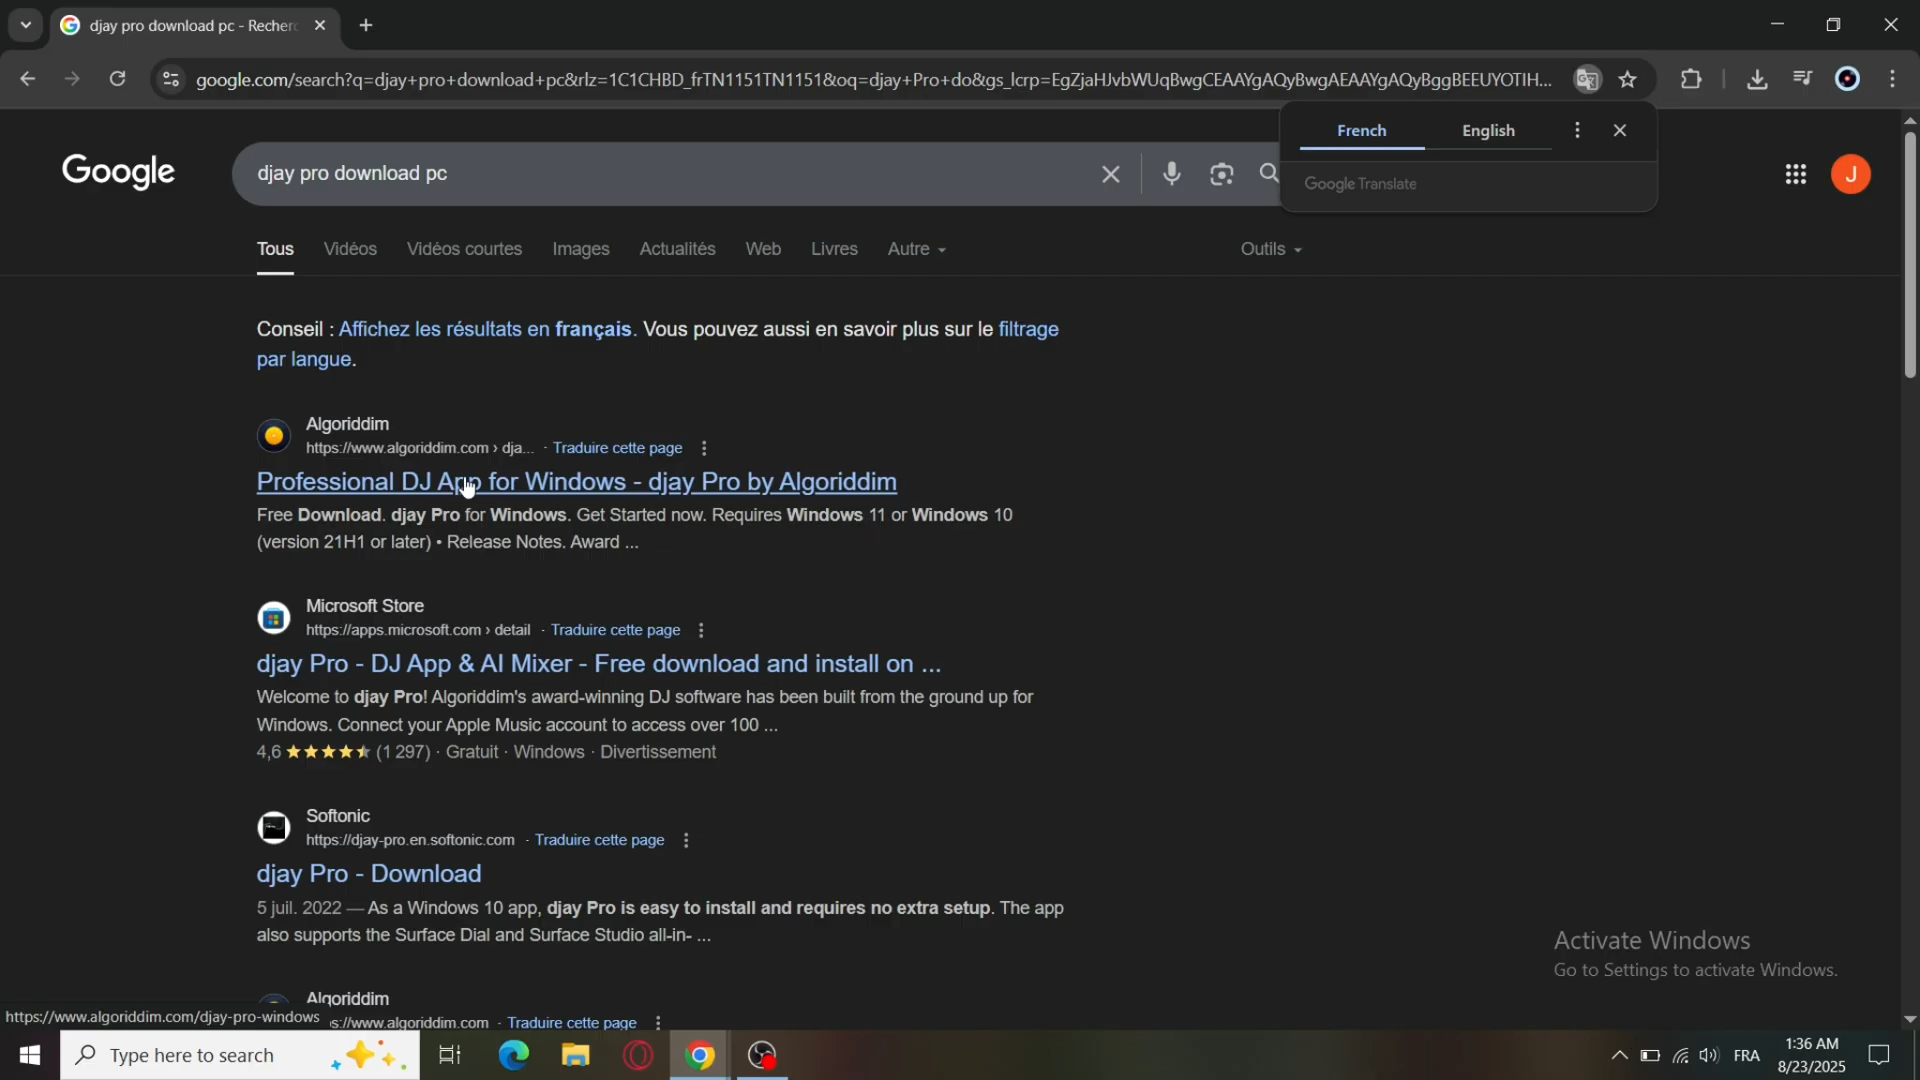 djay pro download pc - Recher
google.com/search?q=djay+pro+download+pc&rlz=1C1CHBD_frTN1151TN1151&oq=djay+Pro+do&gs_lcrp=EgZjaHJvbWUqBwgCEAAYgAQyBwgAEAAYgAQyBggBEEUYOTIH...
French English
Google Translate
Google
djay pro download pc
J
Tous Vidéos Vidéos courtes Images Actualités Web Livres Autre Outils
Conseil : Affichez les résultats en français. Vous pouvez aussi en savoir plus sur le filtrage
par langue.
Algoriddim
https://www.algoriddim.com › dja... · Traduire cette page
Professional DJ App for Windows - djay Pro by Algoriddim
Free Download. djay Pro for Windows. Get Started now. Requires Windows 11 or Windows 10
(version 21H1 or later) • Release Notes. Award ...
Microsoft Store
https://apps.microsoft.com › detail · Traduire cette page
djay Pro - DJ App & AI Mixer - Free download and install on ...
Welcome to djay Pro! Algoriddim's award-winning DJ software has been built from the ground up for
Windows. Connect your Apple Music account to access over 100 ...
4,6 (1 297) · Gratuit · Windows · Divertissement
Softonic
https://djay-pro.en.softonic.com · Traduire cette page
djay Pro - Download
5 juil. 2022 — As a Windows 10 app, djay Pro is easy to install and requires no extra setup. The app
also supports the Surface Dial and Surface Studio all-in- ...
Activate Windows
Go to Settings to activate Windows.
Algoriddim
https://www.algoriddim.com/djay-pro-windows
s://www.algoriddim.com · Traduire cette page
Type here to search
FRA
1:36 AM
8/23/2025